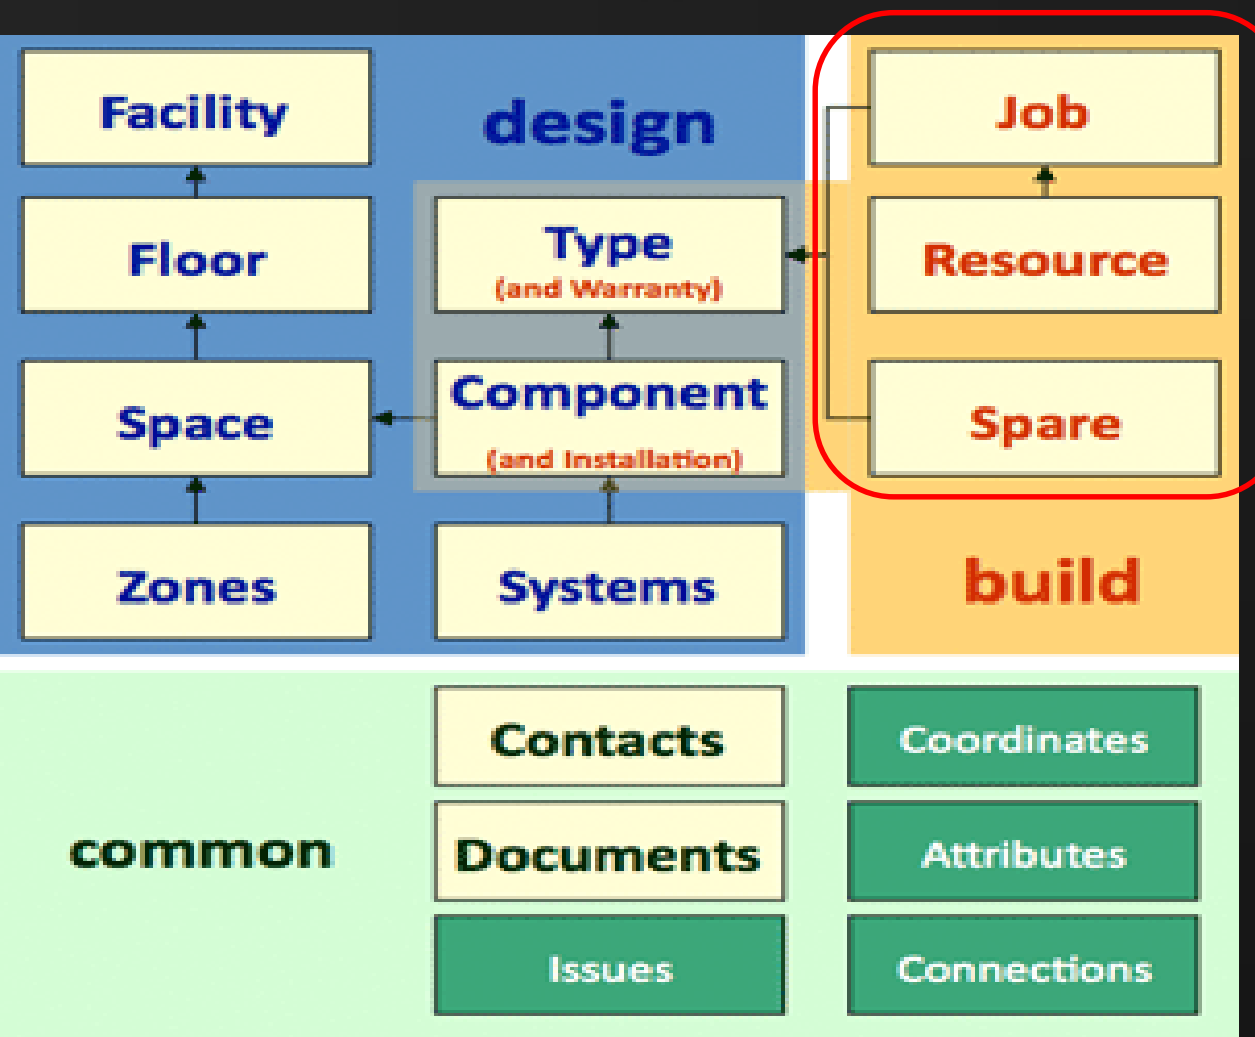 Facility
design
Job
Floor
Type
(and Warranty)
Resource
Space
Component
(and Installation)
Spare
Zones
Systems
build
common
Contacts
Coordinates
Documents
Attributes
Issues
Connections